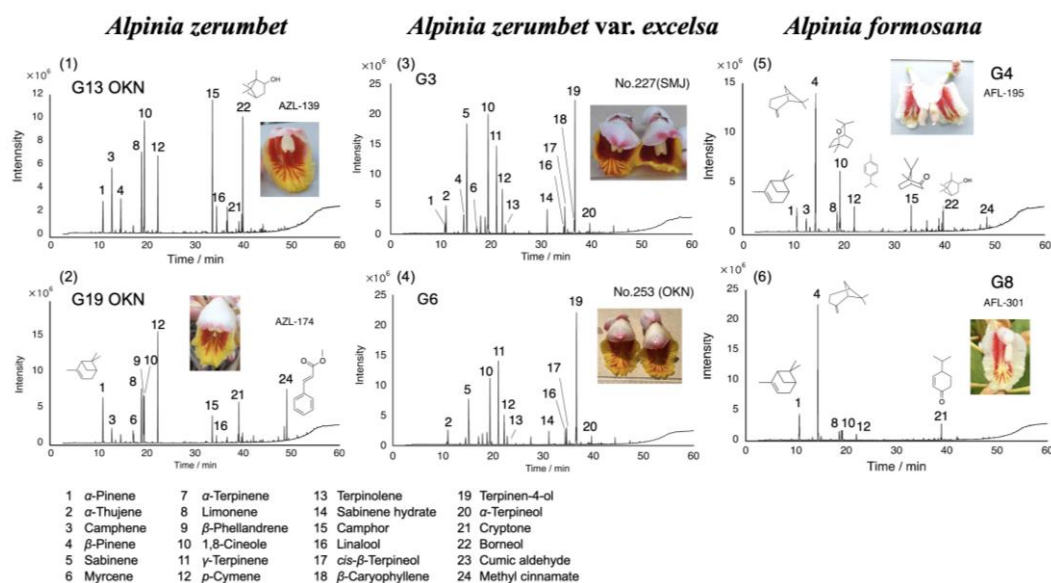 Alpinia zerumbet
Alpinia zerumbet var. excelsa
Alpinia formosana
(1)
×10⁶
G13 OKN
AZL-139
OH
12
10
8
6
4
2
0
Intensity
1 3 4 8 10 12 15 16 21 22
0 10 20 30 40 50 60
Time / min
(2)
×10⁶
G19 OKN
AZL-174
15
10
5
0
Intensity
1 3 6 8 9 10 12 15 16 21 24
0 10 20 30 40 50 60
Time / min
(3)
×10⁶
G3
No.227(SMJ)
25
20
15
10
5
0
Intensity
1 2 4 5 6 10 11 12 13 14 16 17 18 19 20
0 10 20 30 40 50 60
Time / min
(4)
×10⁶
G6
No.253 (OKN)
25
20
15
10
5
0
Intensity
2 5 10 11 12 13 14 16 17 19 20
0 10 20 30 40 50 60
Time / min
(5)
×10⁶
G4
AFL-195
15
10
5
0
Intensity
O
O
OH
1 3 4 8 10 12 15 22 24
0 10 20 30 40 50 60
Time / min
(6)
×10⁶
G8
AFL-301
25
20
15
10
5
0
Intensity
O
1 4 8 10 12 21
0 10 20 30 40 50 60
Time / min
1 α-Pinene 7 α-Terpinene 13 Terpinolene 19 Terpinen-4-ol
2 α-Thujene 8 Limonene 14 Sabinene hydrate 20 α-Terpineol
3 Camphene 9 β-Phellandrene 15 Camphor 21 Cryptone
4 β-Pinene 10 1,8-Cineole 16 Linalool 22 Borneol
5 Sabinene 11 γ-Terpinene 17 cis-β-Terpineol 23 Cumic aldehyde
6 Myrcene 12 p-Cymene 18 β-Caryophyllene 24 Methyl cinnamate